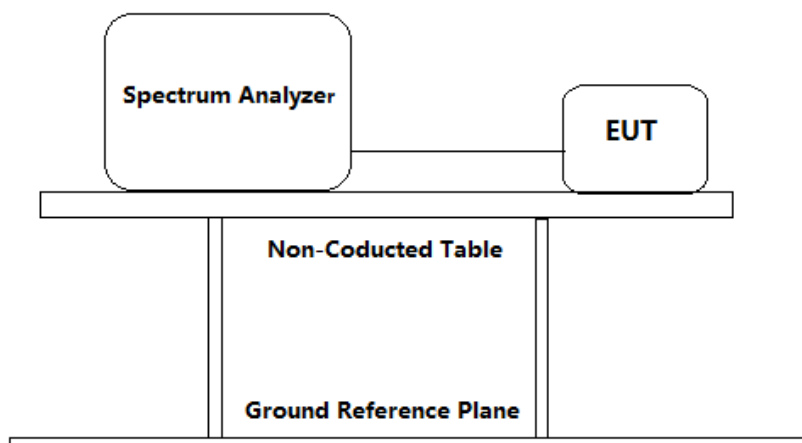 Spectrum Analyzer
EUT
Non-Coducted Table
Ground Reference Plane